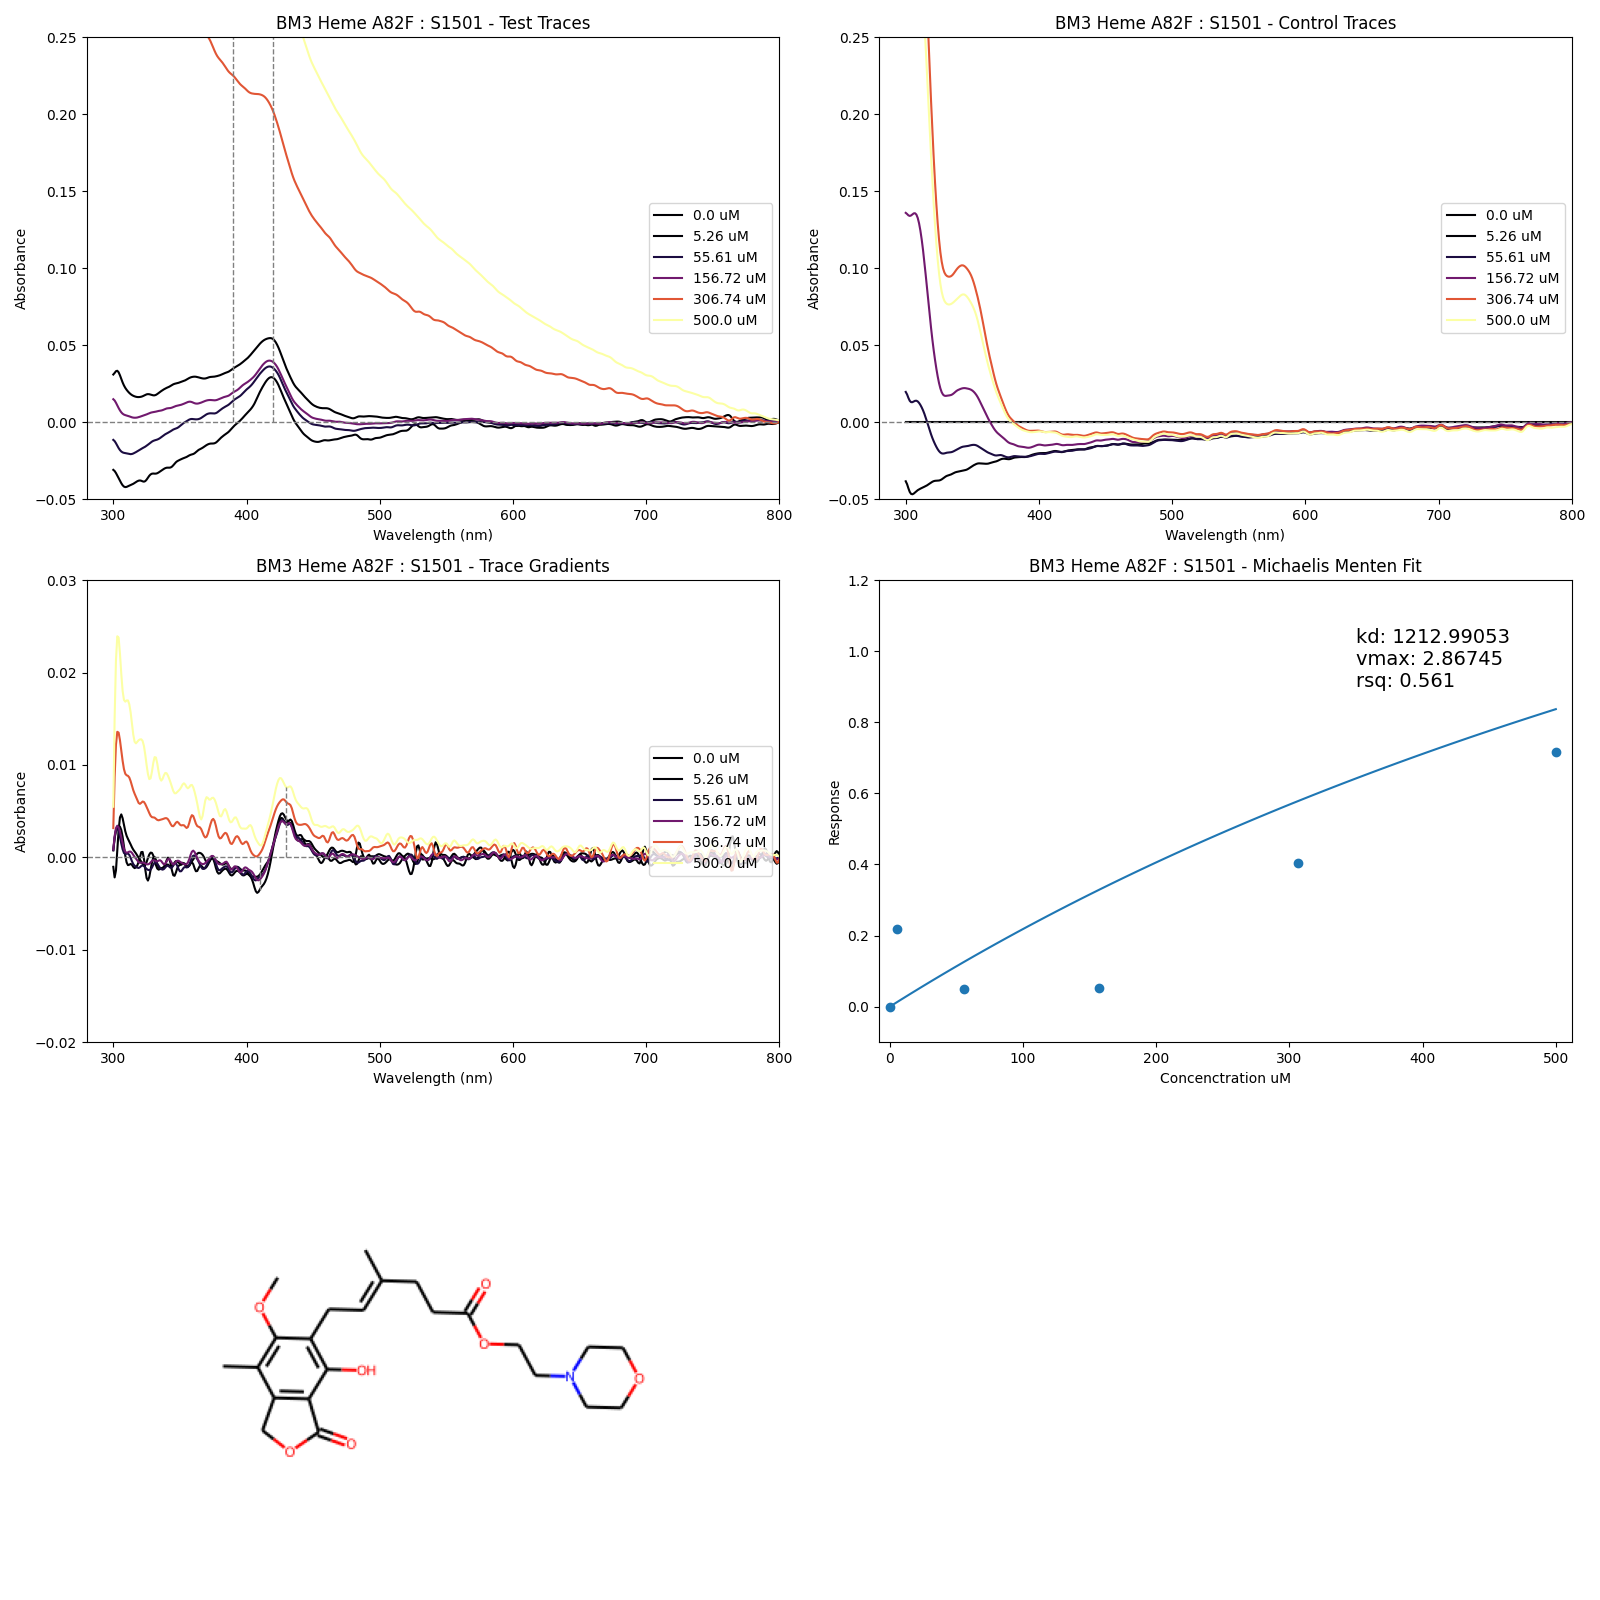 BM3 Heme A82F : S1501 - Test Traces
0.25
0.20
0.15
0.10
0.05
0.00
−0.05
Absorbance
300 400 500 600 700 800
Wavelength (nm)
0.0 uM
5.26 uM
55.61 uM
156.72 uM
306.74 uM
500.0 uM
BM3 Heme A82F : S1501 - Control Traces
0.25
0.20
0.15
0.10
0.05
0.00
−0.05
Absorbance
300 400 500 600 700 800
Wavelength (nm)
0.0 uM
5.26 uM
55.61 uM
156.72 uM
306.74 uM
500.0 uM
BM3 Heme A82F : S1501 - Trace Gradients
0.03
0.02
0.01
0.00
−0.01
−0.02
Absorbance
300 400 500 600 700 800
Wavelength (nm)
0.0 uM
5.26 uM
55.61 uM
156.72 uM
306.74 uM
500.0 uM
BM3 Heme A82F : S1501 - Michaelis Menten Fit
1.2
1.0
0.8
0.6
0.4
0.2
0.0
Response
kd: 1212.99053
vmax: 2.86745
rsq: 0.561
0 100 200 300 400 500
Concenctration uM
O
O
O
OH
N
O
O
O